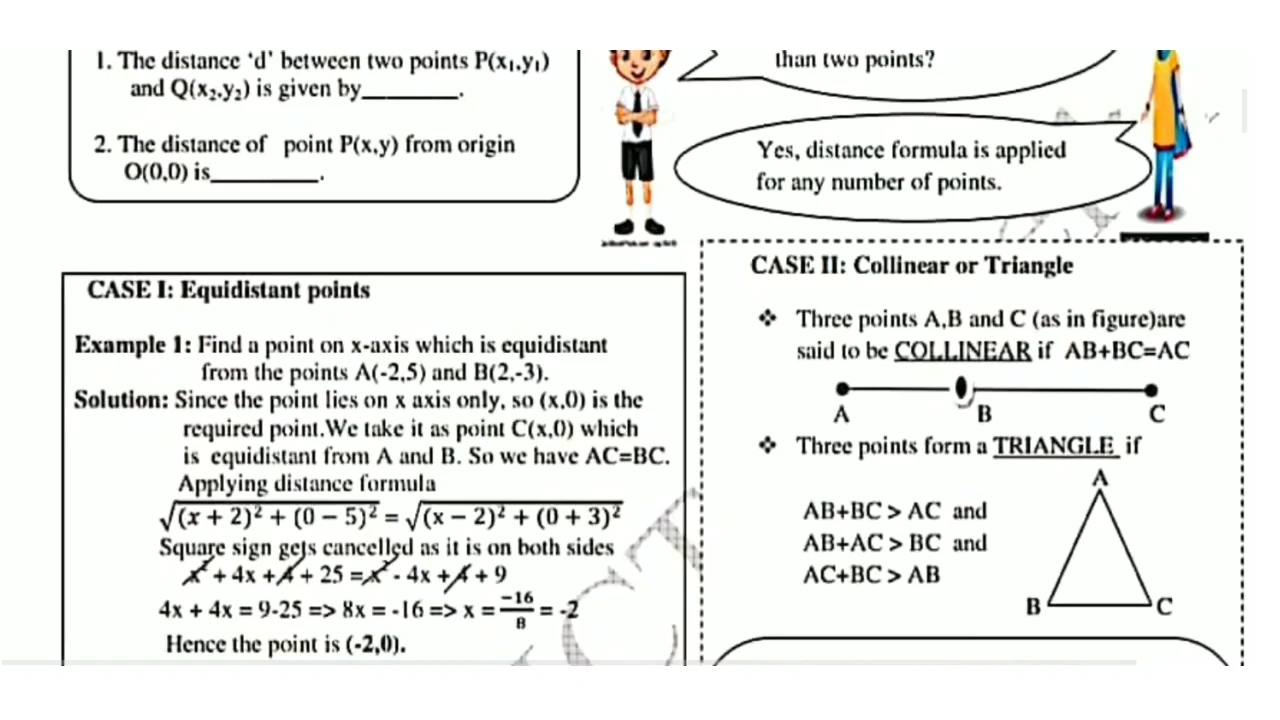 1. The distance ‘d’ between two points P(x₁,y₁)
and Q(x₂,y₂) is given by_________.
2. The distance of point P(x,y) from origin
O(0,0) is__________.
than two points?
Yes, distance formula is applied
for any number of points.
CASE I: Equidistant points
Example 1: Find a point on x-axis which is equidistant
from the points A(-2,5) and B(2,-3).
Solution: Since the point lies on x axis only, so (x,0) is the
required point.We take it as point C(x,0) which
is equidistant from A and B. So we have AC=BC.
Applying distance formula
√(x + 2)² + (0 − 5)² = √(x − 2)² + (0 + 3)²
Square sign gets cancelled as it is on both sides
x² + 4x + 4 + 25 = x² - 4x + 4 + 9
4x + 4x = 9-25 => 8x = -16 => x = −16/8 = -2
Hence the point is (-2,0).
CASE II: Collinear or Triangle
❖ Three points A,B and C (as in figure)are
said to be COLLINEAR if AB+BC=AC
A B C
❖ Three points form a TRIANGLE if
A
AB+BC > AC and
AB+AC > BC and
AC+BC > AB
B C